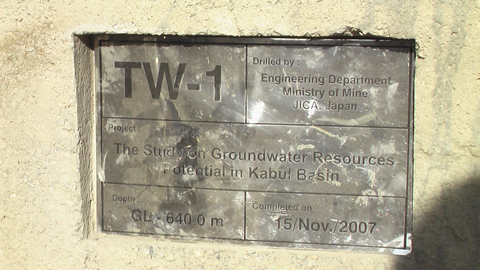 TW-1
Drilled by :
Engineering Department
Ministry of Mine
JICA, Japan
Project
The Study on Groundwater Resources
Potential in Kabul Basin
Depth
GL - 640.0 m
Completed on
15/Nov./2007